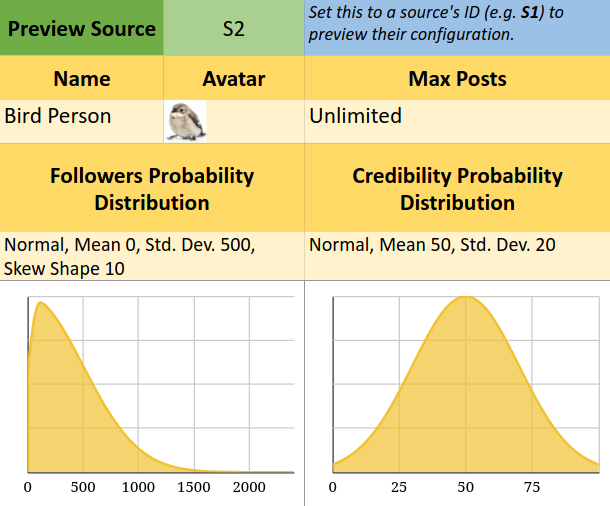 Preview Source
S2
Set this to a source's ID (e.g. S1) to
preview their configuration.
Name
Avatar
Max Posts
Bird Person
Unlimited
Followers Probability
Distribution
Credibility Probability
Distribution
Normal, Mean 0, Std. Dev. 500,
Skew Shape 10
Normal, Mean 50, Std. Dev. 20
0 500 1000 1500 2000
0 25 50 75